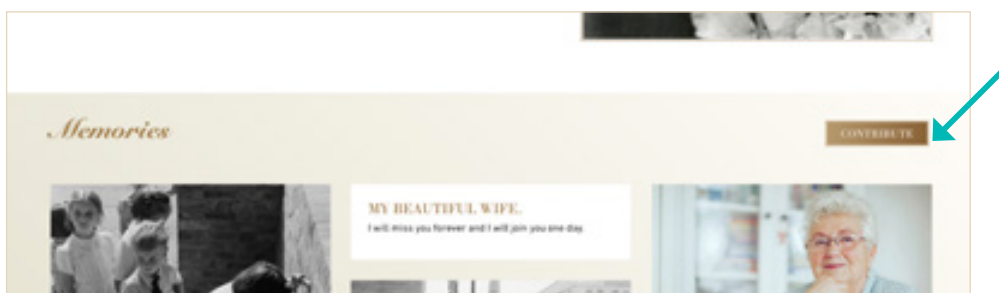 Memories
CONTRIBUTE
MY BEAUTIFUL WIFE.
I will miss you forever and I will join you one day.